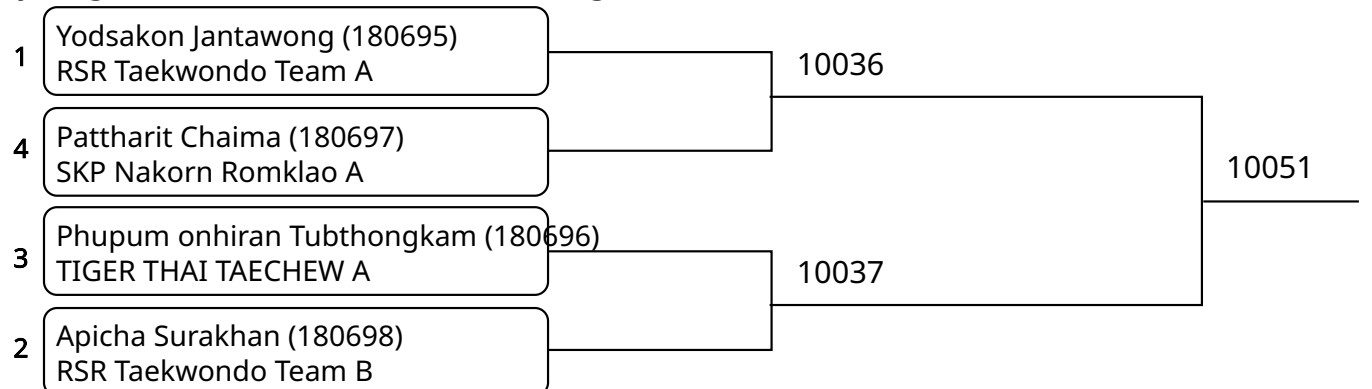 1
Yodsakon Jantawong (180695)
RSR Taekwondo Team A
10036
4
Pattharit Chaima (180697)
SKP Nakorn Romklao A
10051
3
Phupum onhiran Tubthongkam (180696)
TIGER THAI TAECHEW A
10037
2
Apicha Surakhan (180698)
RSR Taekwondo Team B